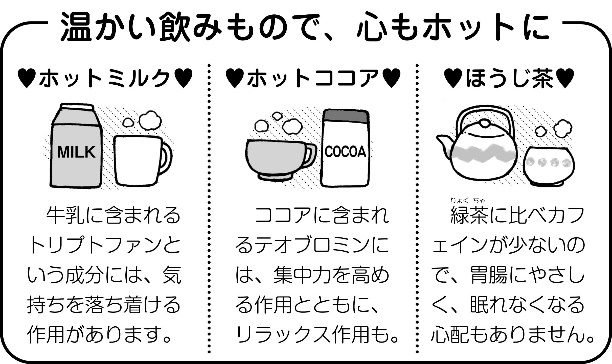 温かい飲みもので、心もホットに
♥ホットミルク♥
MILK
牛乳に含まれる
トリプトファンと
いう成分には、気
持ちを落ち着ける
作用があります。
♥ホットココア♥
COCOA
ココアに含まれ
るテオブロミンに
は、集中力を高め
る作用とともに、
リラックス作用も。
♥ほうじ茶♥
りょくちゃ
緑茶に比べカフ
ェインが少ないの
で、胃腸にやさし
く、眠れなくなる
心配もありません。